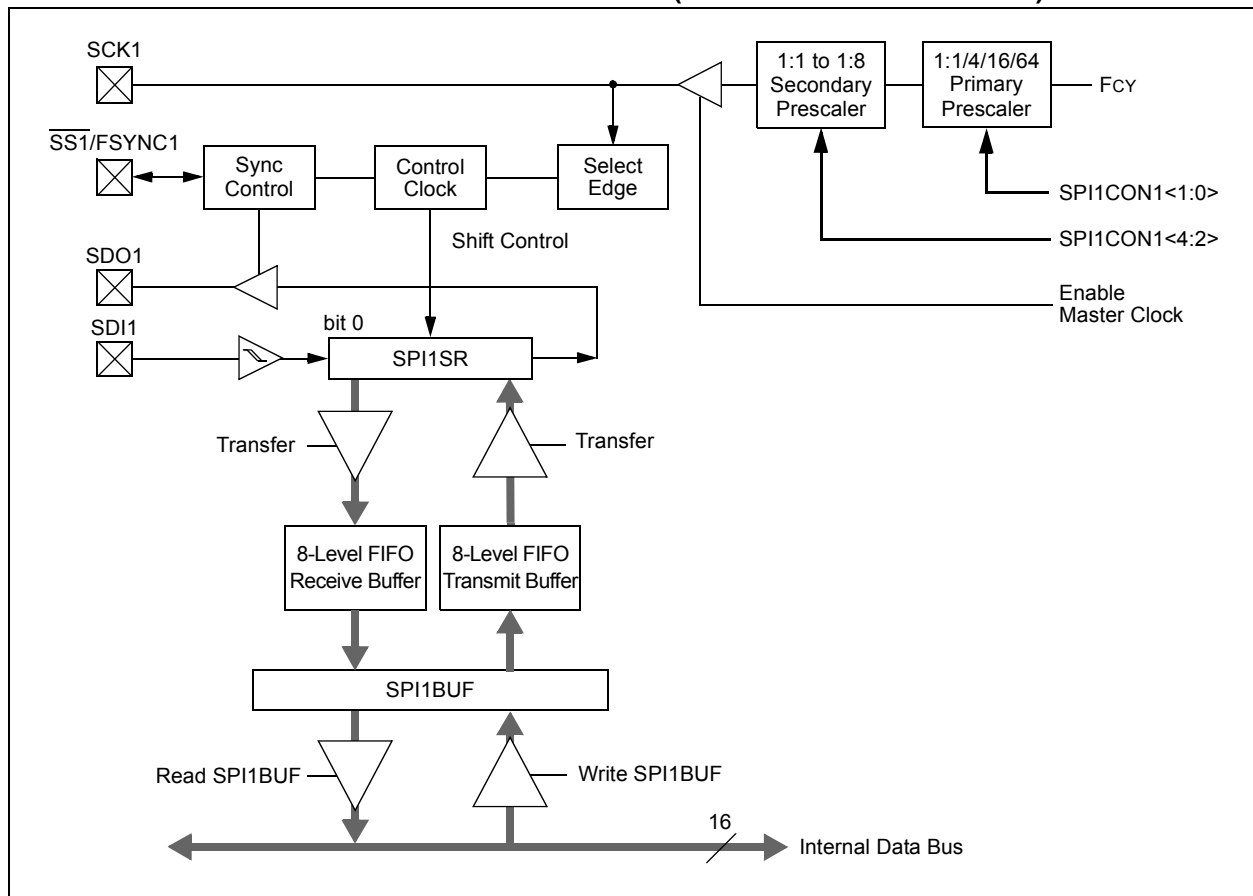 SCK1
SS1/FSYNC1
SDO1
SDI1
Sync
Control
Control
Clock
Select
Edge
1:1 to 1:8
Secondary
Prescaler
1:1/4/16/64
Primary
Prescaler
FCY
SPI1CON1<1:0>
SPI1CON1<4:2>
Enable
Master Clock
Shift Control
bit 0
SPI1SR
Transfer
Transfer
8-Level FIFO
Receive Buffer
8-Level FIFO
Transmit Buffer
SPI1BUF
Read SPI1BUF
Write SPI1BUF
16
Internal Data Bus